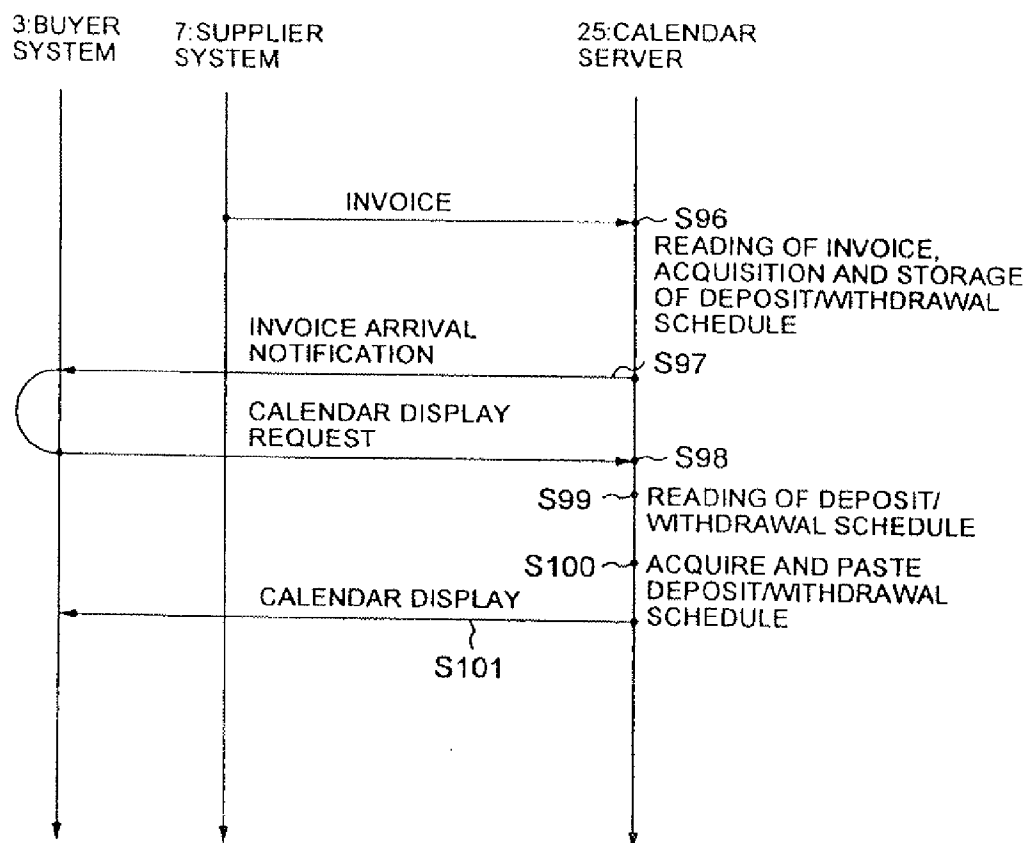 3:BUYER
SYSTEM
7:SUPPLIER
SYSTEM
25:CALENDAR
SERVER
INVOICE
S96
READING OF INVOICE,
ACQUISITION AND STORAGE
OF DEPOSIT/WITHDRAWAL
SCHEDULE
INVOICE ARRIVAL
NOTIFICATION
S97
CALENDAR DISPLAY
REQUEST
S98
S99
READING OF DEPOSIT/
WITHDRAWAL SCHEDULE
S100
ACQUIRE AND PASTE
DEPOSIT/WITHDRAWAL
SCHEDULE
CALENDAR DISPLAY
S101